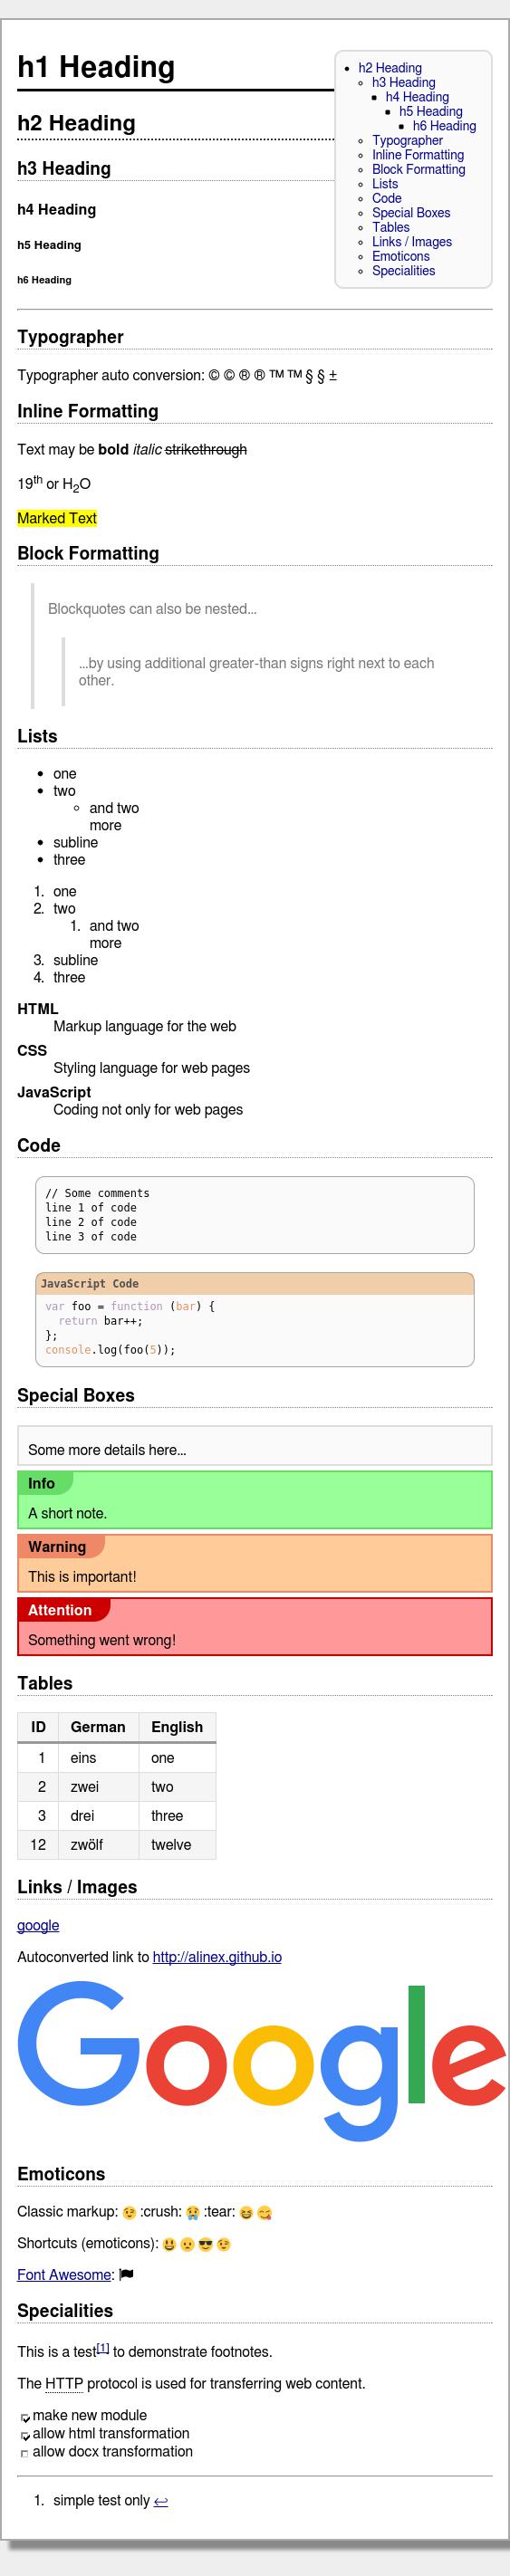 h1 Heading
h2 Heading
h3 Heading
h4 Heading
h5 Heading
h6 Heading
h2 Heading
h3 Heading
h4 Heading
h5 Heading
h6 Heading
Typographer
Inline Formatting
Block Formatting
Lists
Code
Special Boxes
Tables
Links / Images
Emoticons
Specialities
Typographer
Typographer auto conversion: © © ® ® ™ ™ § § ±
Inline Formatting
Text may be bold italic strikethrough
19th or H2O
Marked Text
Block Formatting
Blockquotes can also be nested...
...by using additional greater-than signs right next to each
other.
Lists
• one
• two
◦ and two
more
• subline
• three
1. one
2. two
1. and two
more
3. subline
4. three
HTML
Markup language for the web
CSS
Styling language for web pages
JavaScript
Coding not only for web pages
Code
// Some comments
line 1 of code
line 2 of code
line 3 of code
JavaScript Code
var foo = function (bar) {
  return bar++;
};
console.log(foo(5));
Special Boxes
Some more details here...
Info
A short note.
Warning
This is important!
Attention
Something went wrong!
Tables
ID German English
1 eins one
2 zwei two
3 drei three
12 zwölf twelve
Links / Images
google
Autoconverted link to http://alinex.github.io
Google
Emoticons
Classic markup: 😉 :crush: 😢 :tear: 😆 😋
Shortcuts (emoticons): 😃 🙁 😎 😉
Font Awesome:
Specialities
This is a test[1] to demonstrate footnotes.
The HTTP protocol is used for transferring web content.
make new module
allow html transformation
allow docx transformation
1. simple test only ↩